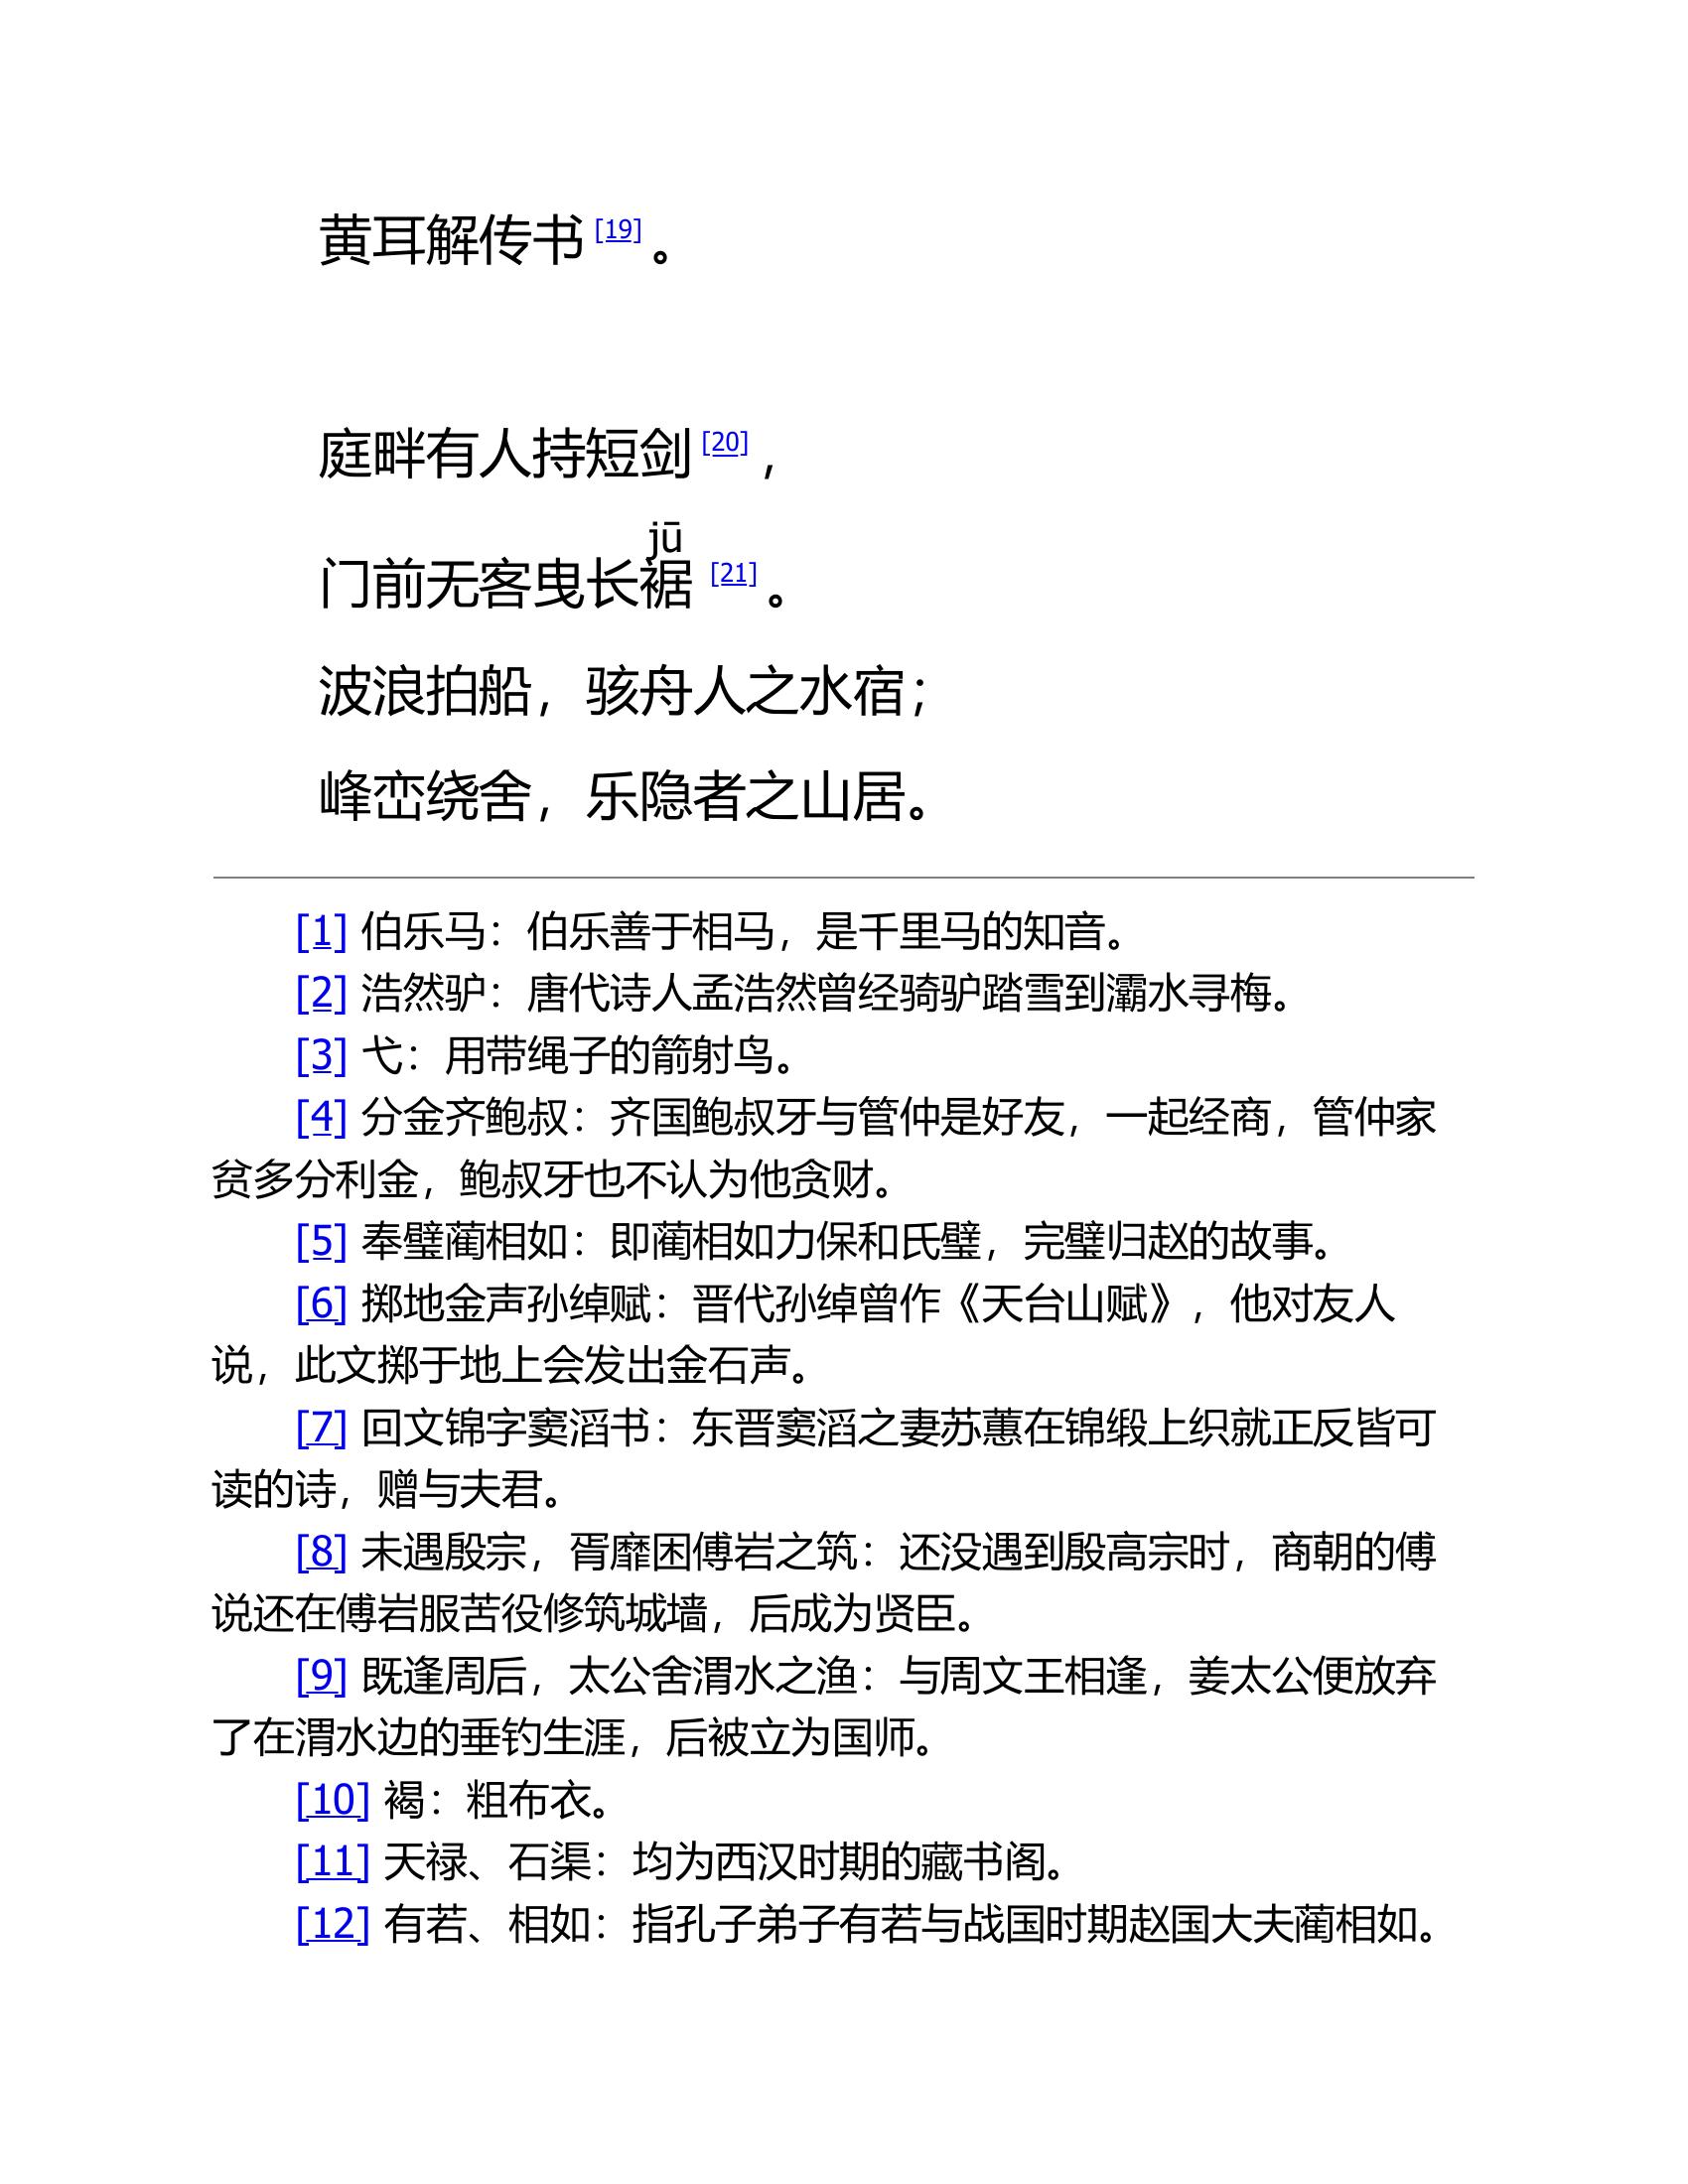 黄耳解传书[19]。
庭畔有人持短剑[20]，
jū
门前无客曳长裾[21]。
波浪拍船，骇舟人之水宿；
峰峦绕舍，乐隐者之山居。
[1] 伯乐马：伯乐善于相马，是千里马的知音。
[2] 浩然驴：唐代诗人孟浩然曾经骑驴踏雪到灞水寻梅。
[3] 弋：用带绳子的箭射鸟。
[4] 分金齐鲍叔：齐国鲍叔牙与管仲是好友，一起经商，管仲家
贫多分利金，鲍叔牙也不认为他贪财。
[5] 奉璧蔺相如：即蔺相如力保和氏璧，完璧归赵的故事。
[6] 掷地金声孙绰赋：晋代孙绰曾作《天台山赋》，他对友人
说，此文掷于地上会发出金石声。
[7] 回文锦字窦滔书：东晋窦滔之妻苏蕙在锦缎上织就正反皆可
读的诗，赠与夫君。
[8] 未遇殷宗，胥靡困傅岩之筑：还没遇到殷高宗时，商朝的傅
说还在傅岩服苦役修筑城墙，后成为贤臣。
[9] 既逢周后，太公舍渭水之渔：与周文王相逢，姜太公便放弃
了在渭水边的垂钓生涯，后被立为国师。
[10] 褐：粗布衣。
[11] 天禄、石渠：均为西汉时期的藏书阁。
[12] 有若、相如：指孔子弟子有若与战国时期赵国大夫蔺相如。